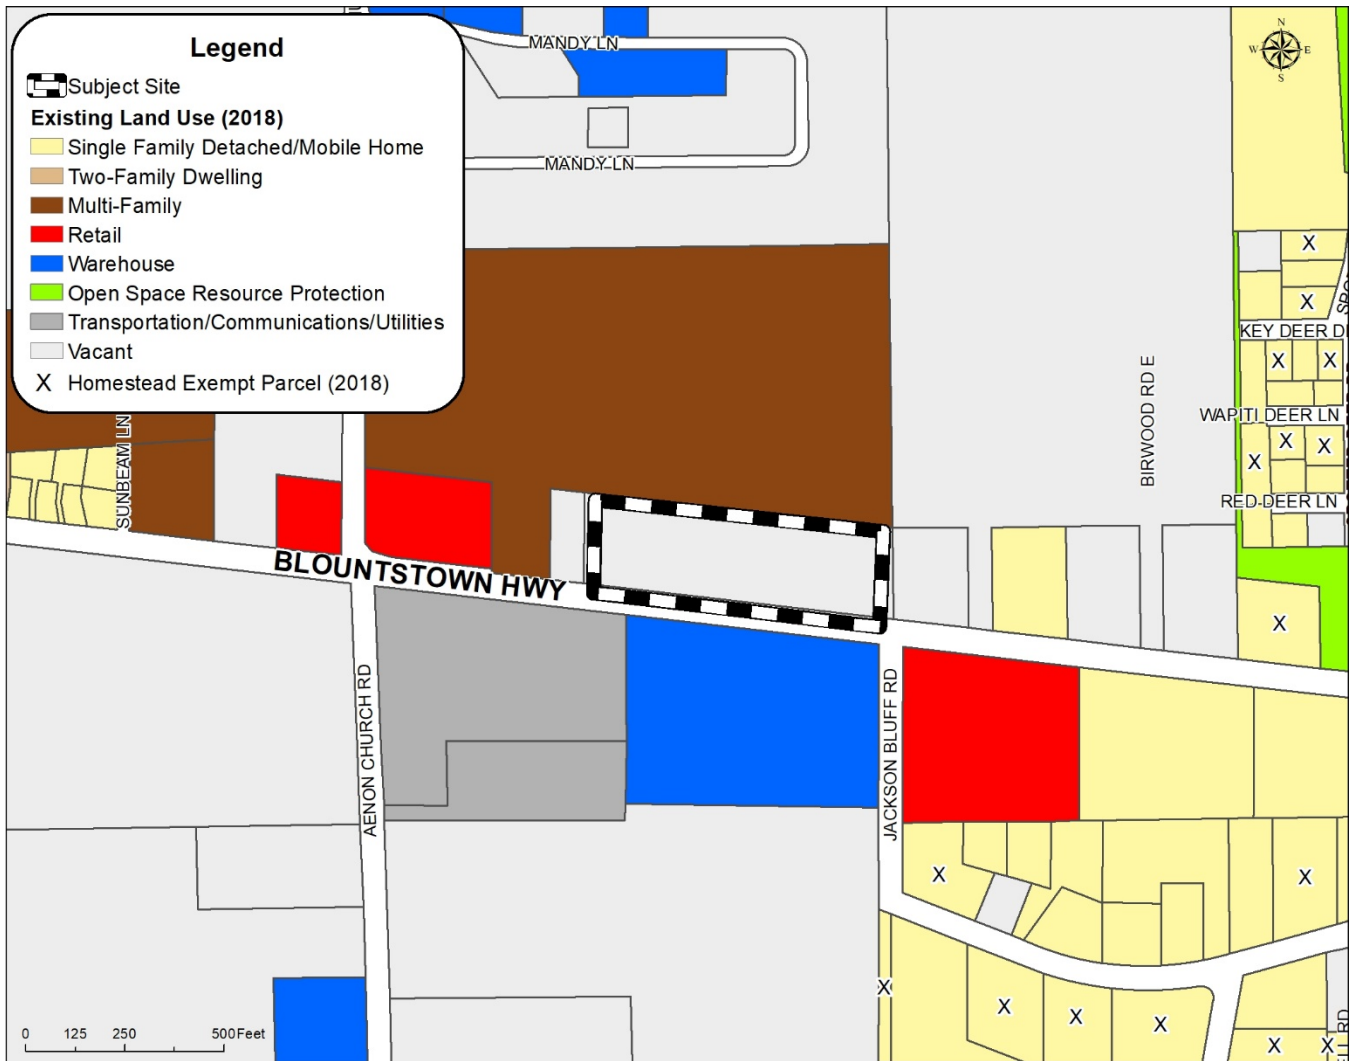 Legend
Subject Site
Existing Land Use (2018)
Single Family Detached/Mobile Home
Two-Family Dwelling
Multi-Family
Retail
Warehouse
Open Space Resource Protection
Transportation/Communications/Utilities
Vacant
X Homestead Exempt Parcel (2018)
MANDY LN
MANDY LN
N
W E
S
X
X
KEY DEER D
X X
WAPITI DEER LN
X X
X
RED DEER LN
BIRWOOD RD E
SUNBEAM LN
BLOUNTSTOWN HWY
X
AENON CHURCH RD
JACKSON BLUFF RD
X X
X X
X X
X X
0 125 250 500 Feet